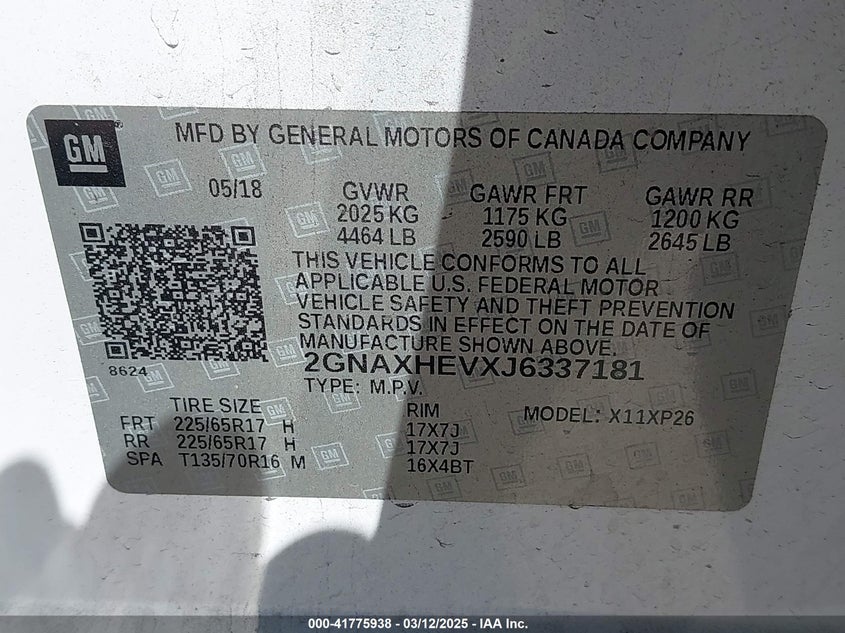 GM
MFD BY GENERAL MOTORS OF CANADA COMPANY
05/18 GVWR GAWR FRT GAWR RR
2025 KG 1175 KG 1200 KG
4464 LB 2590 LB 2645 LB
THIS VEHICLE CONFORMS TO ALL
APPLICABLE U.S. FEDERAL MOTOR
VEHICLE SAFETY AND THEFT PREVENTION
STANDARDS IN EFFECT ON THE DATE OF
MANUFACTURE SHOWN ABOVE.
8624 2GNAXHEVXJ6337181
TYPE: M.P.V.
TIRE SIZE RIM MODEL: X11XP26
FRT 225/65R17 H 17X7J
RR 225/65R17 H 17X7J
SPA T135/70R16 M 16X4BT
000-41775938 - 03/12/2025 - IAA Inc.